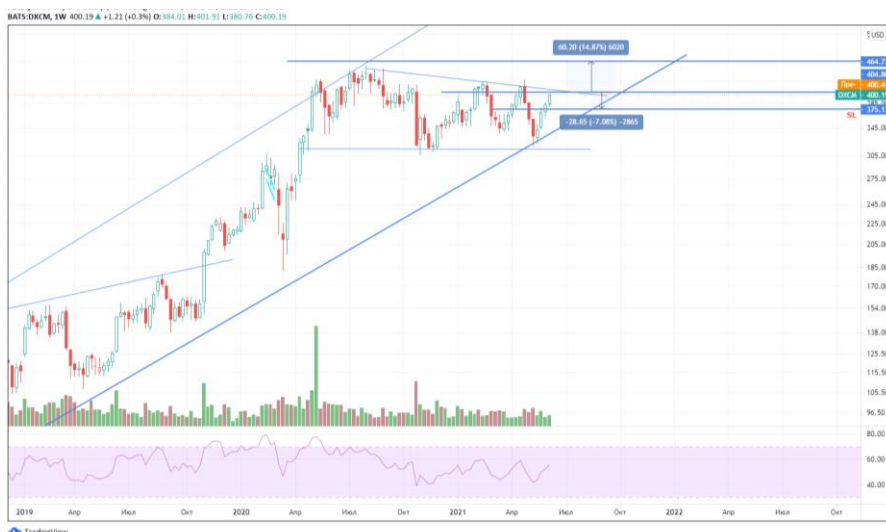 BATS:DXCM, 1W 400.19 ▲ +1.21 (+0.3%) O:384.01 H:401.91 L:380.76 C:400.19
USD
60.20 (14.87%) 6020
404.8
Пре
400.4
DXCM
400.19
375.1
SL
-28.65 (-7.08%) -2865
345.00
305.00
275.00
245.00
225.00
205.00
185.00
170.00
154.00
138.00
125.50
115.50
105.50
96.50
80.00
60.00
40.00
2019 Апр Июл Окт 2020 Апр Июл Окт 2021 Апр Июл Окт 2022 Апр Июл Окт
TradingView